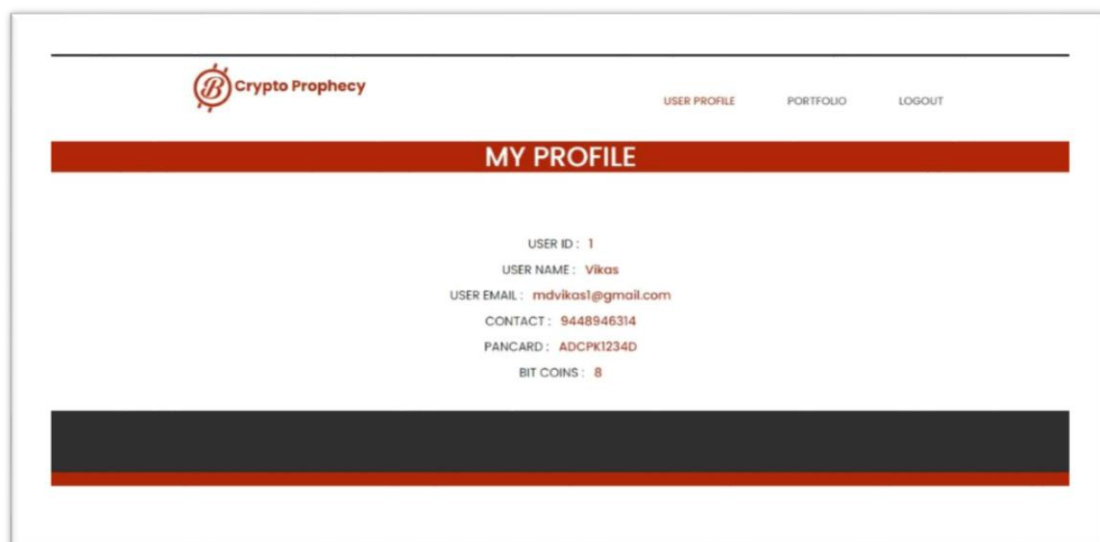 Crypto Prophecy
USER PROFILE PORTFOLIO LOGOUT
MY PROFILE
USER ID : 1
USER NAME : Vikas
USER EMAIL : mdvikas1@gmail.com
CONTACT : 9448946314
PANCARD : ADCPK1234D
BIT COINS : 8